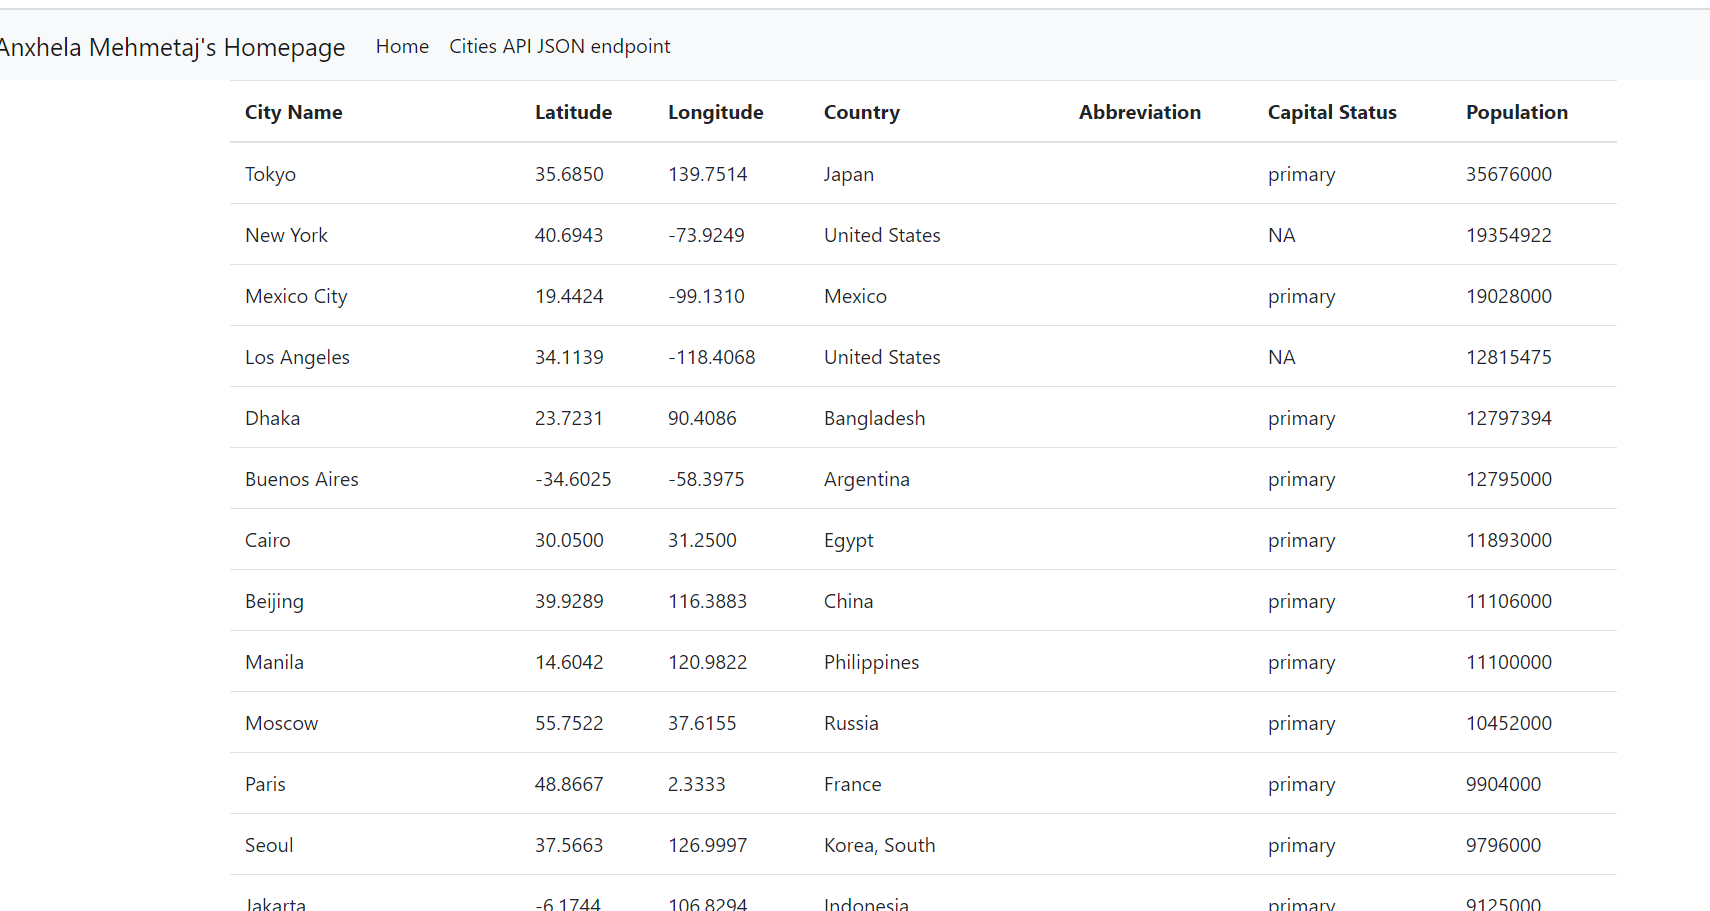 Anxhela Mehmetaj's Homepage Home Cities API JSON endpoint
City Name Latitude Longitude Country Abbreviation Capital Status Population
Tokyo 35.6850 139.7514 Japan primary 35676000
New York 40.6943 -73.9249 United States NA 19354922
Mexico City 19.4424 -99.1310 Mexico primary 19028000
Los Angeles 34.1139 -118.4068 United States NA 12815475
Dhaka 23.7231 90.4086 Bangladesh primary 12797394
Buenos Aires -34.6025 -58.3975 Argentina primary 12795000
Cairo 30.0500 31.2500 Egypt primary 11893000
Beijing 39.9289 116.3883 China primary 11106000
Manila 14.6042 120.9822 Philippines primary 11100000
Moscow 55.7522 37.6155 Russia primary 10452000
Paris 48.8667 2.3333 France primary 9904000
Seoul 37.5663 126.9997 Korea, South primary 9796000
Jakarta -6.1744 106.8294 Indonesia primary 9125000